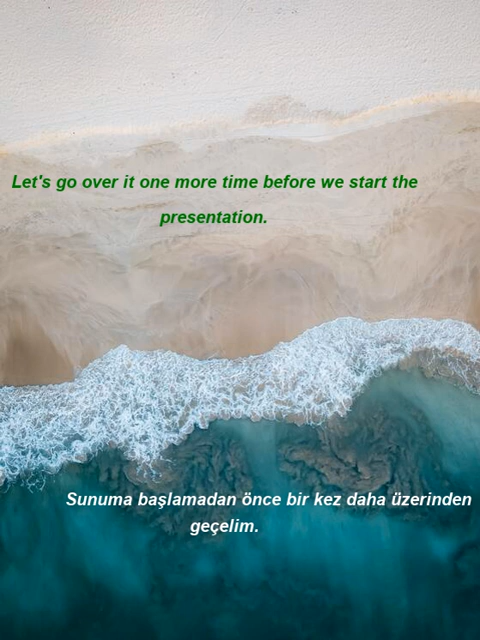 Let's go over it one more time before we start the
presentation.
Sunuma başlamadan önce bir kez daha üzerinden
geçelim.